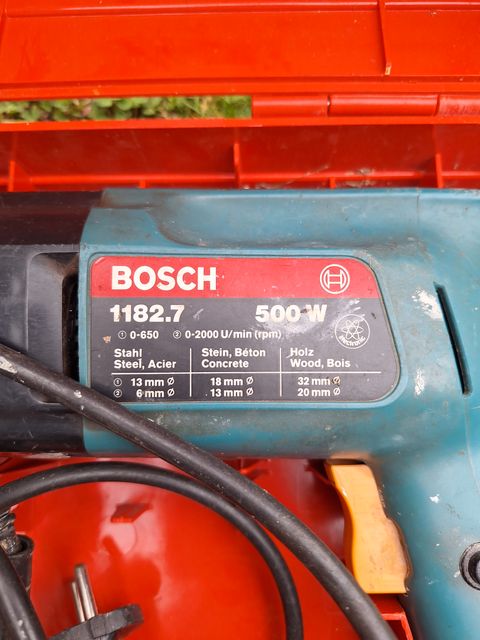 BOSCH
1182.7 500 W
① 0-650 ② 0-2000 U/min (rpm)
electronic
Stahl Stein, Béton Holz
Steel, Acier Concrete Wood, Bois
① 13 mm Ø 18 mm Ø 32 mm Ø
② 6 mm Ø 13 mm Ø 20 mm Ø